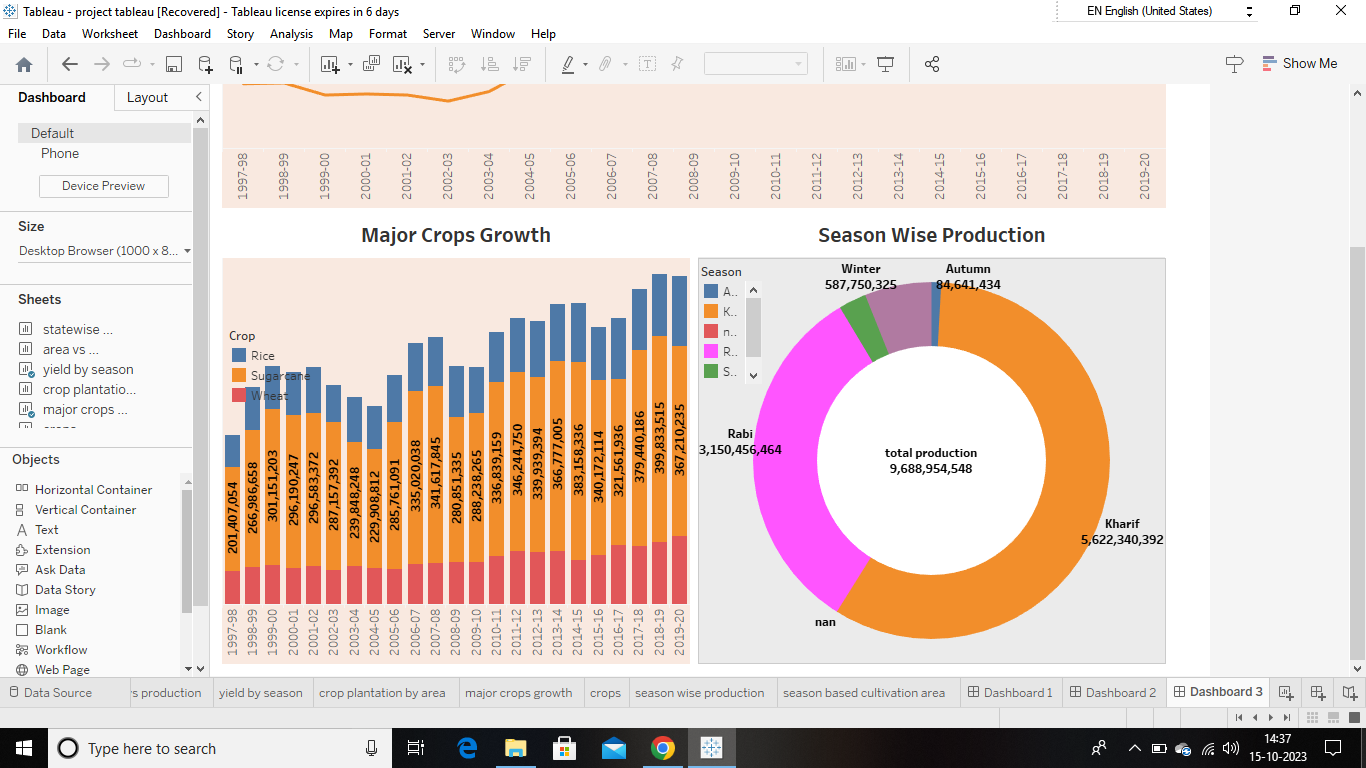 Tableau - project tableau [Recovered] - Tableau license expires in 6 days
EN English (United States)
File Data Worksheet Dashboard Story Analysis Map Format Server Window Help
Show Me
Dashboard Layout
Default
Phone
Device Preview
Size
Desktop Browser (1000 x 8...
Sheets
statewise ...
area vs ...
yield by season
crop plantatio...
major crops ...
Objects
Horizontal Container
Vertical Container
Text
Extension
Ask Data
Data Story
Image
Blank
Workflow
Web Page
1997-98 1998-99 1999-00 2000-01 2001-02 2002-03 2003-04 2004-05 2005-06 2006-07 2007-08 2008-09 2009-10 2010-11 2011-12 2012-13 2013-14 2014-15 2015-16 2016-17 2017-18 2018-19 2019-20
Major Crops Growth
Crop
Rice
Sugarcane
Wheat
201,407,054 266,986,658 301,151,203 296,190,247 296,583,372 287,157,392 239,848,248 229,908,812 285,761,091 335,020,038 341,617,845 280,851,335 288,238,265 336,839,159 346,244,750 339,939,394 366,777,005 383,158,336 340,172,114 321,561,936 379,440,186 399,833,515 367,210,235
1997-98 1998-99 1999-00 2000-01 2001-02 2002-03 2003-04 2004-05 2005-06 2006-07 2007-08 2008-09 2009-10 2010-11 2011-12 2012-13 2013-14 2014-15 2015-16 2016-17 2017-18 2018-19 2019-20
Season Wise Production
Season
A..
K..
n..
R..
S..
Winter
587,750,325
Autumn
84,641,434
Rabi
3,150,456,464
total production
9,688,954,548
Kharif
5,622,340,392
nan
Data Source s production yield by season crop plantation by area major crops growth crops season wise production season based cultivation area Dashboard 1 Dashboard 2 Dashboard 3
Type here to search
14:37
15-10-2023